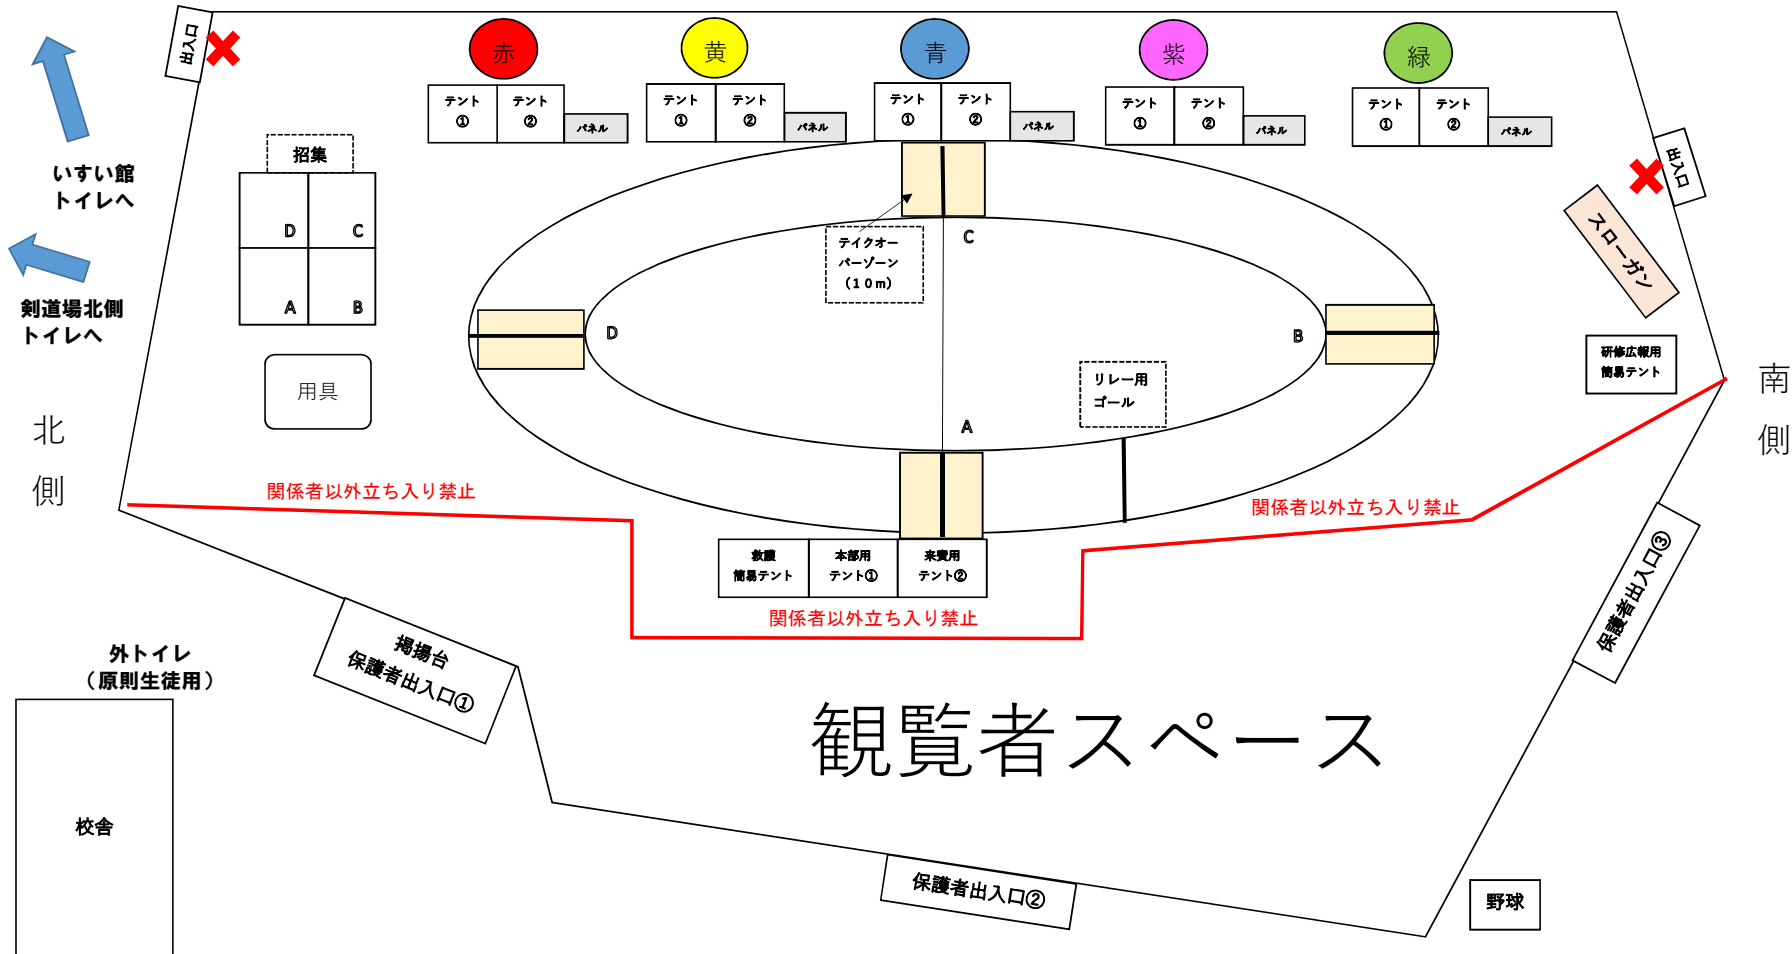 出入口
赤
黄
青
紫
緑
テント
①
テント
②
パネル
テント
①
テント
②
パネル
テント
①
テント
②
パネル
テント
①
テント
②
パネル
テント
①
テント
②
パネル
出入口
いすい館
トイレへ
剣道場北側
トイレへ
招集
D
C
A
B
用具
テイクオー
バーゾーン
(10m)
C
D
B
A
リレー用
ゴール
スローガン
研修広報用
簡易テント
北
側
南
側
関係者以外立ち入り禁止
関係者以外立ち入り禁止
救護
簡易テント
本部用
テント①
来賓用
テント②
関係者以外立ち入り禁止
保護者出入口③
掲揚台
保護者出入口①
外トイレ
(原則生徒用)
観覧者スペース
校舎
保護者出入口②
野球